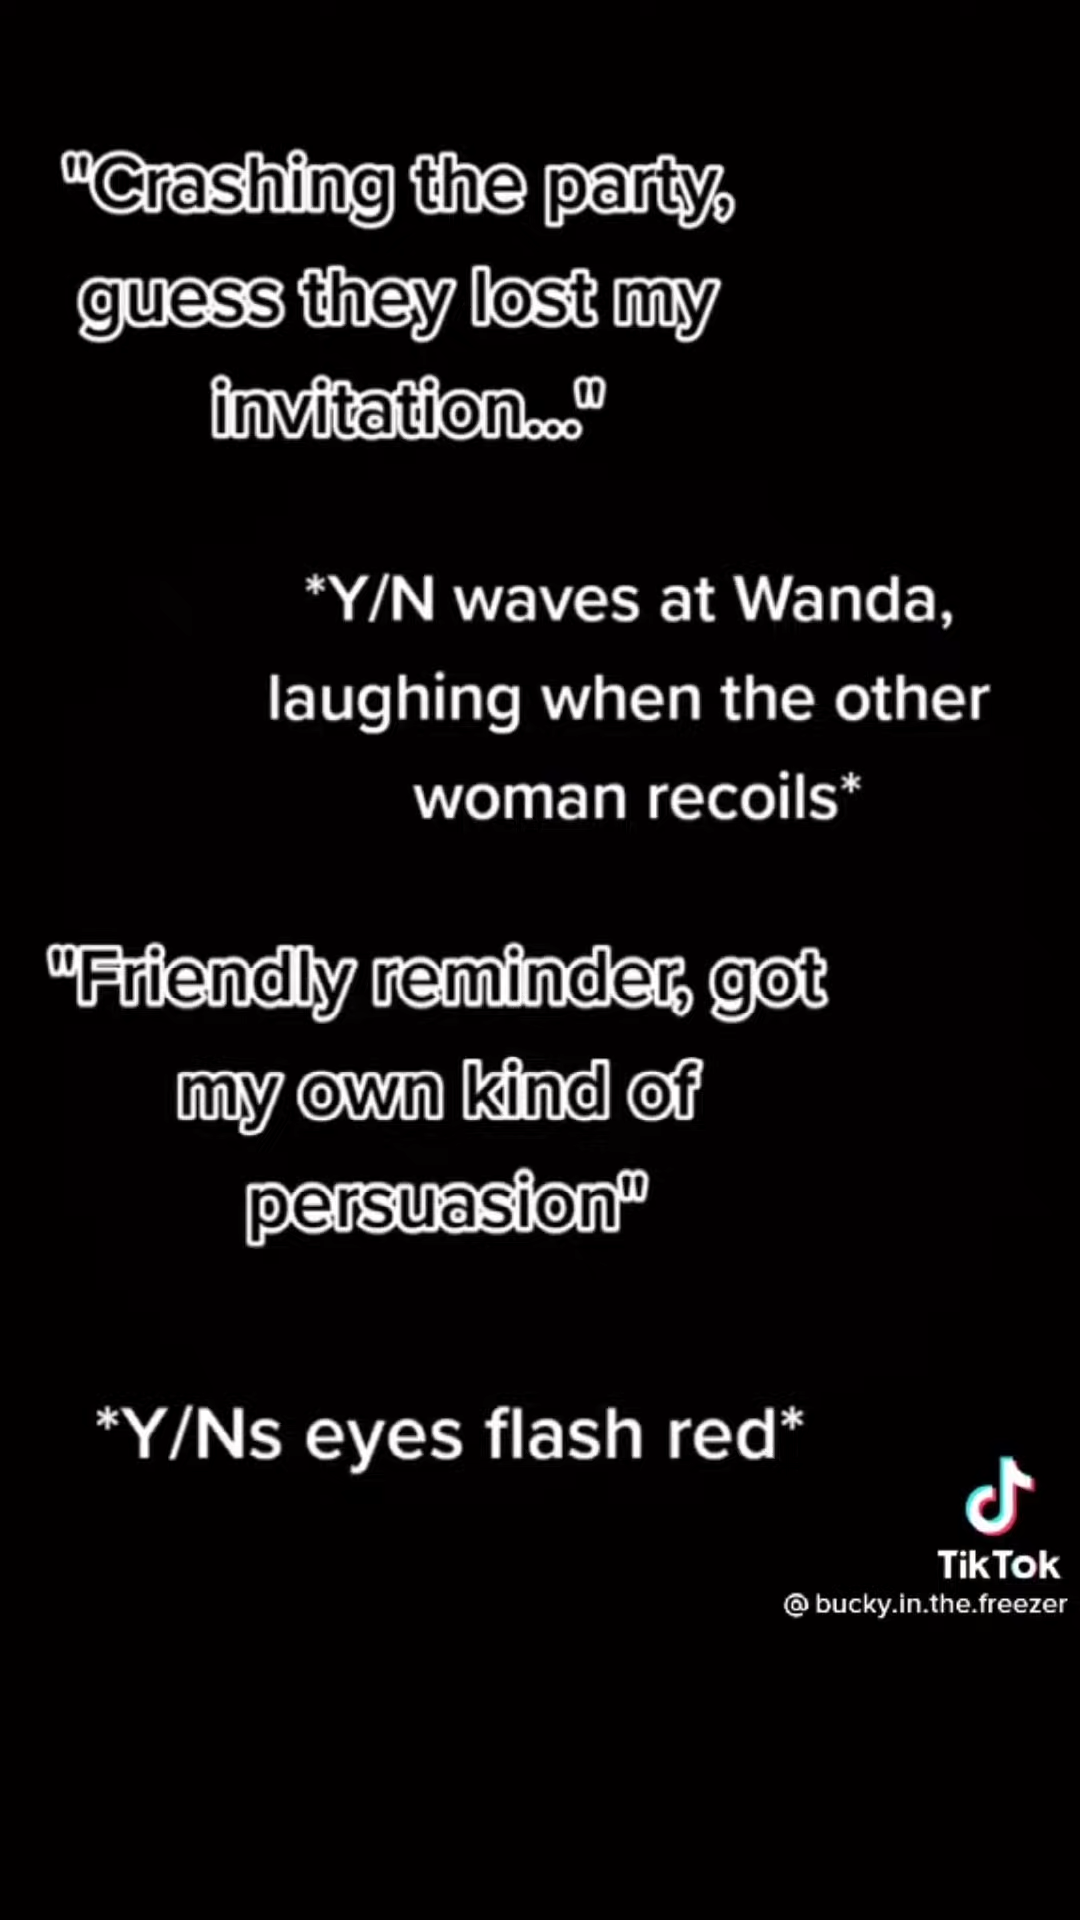 "Crashing the party,
guess they lost my
invitation..."
*Y/N waves at Wanda,
laughing when the other
woman recoils*
"Friendly reminder, got
my own kind of
persuasion"
*Y/Ns eyes flash red*
TikTok
@bucky.in.the.freezer